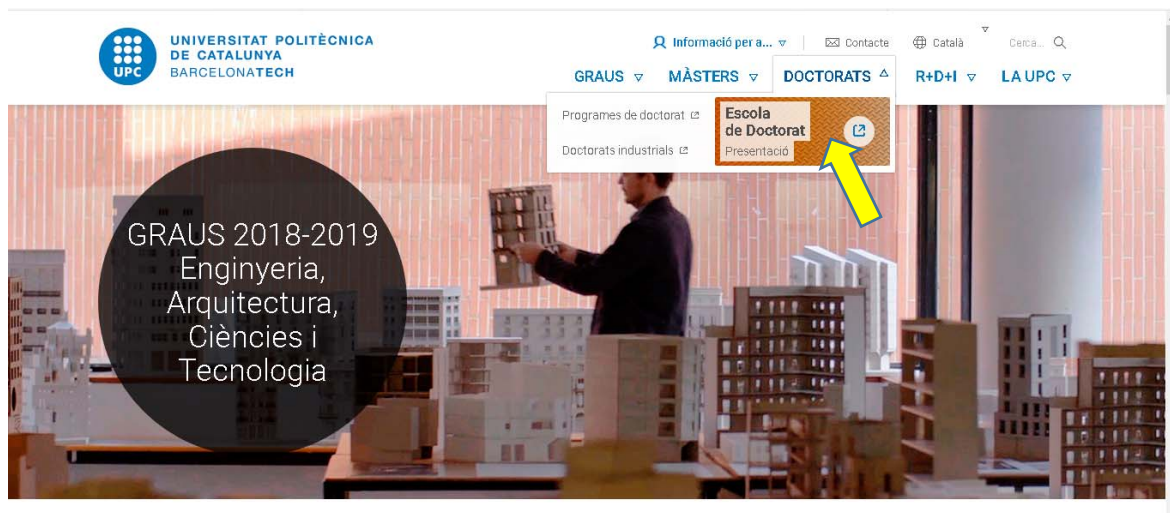 UNIVERSITAT POLITÈCNICA
DE CATALUNYA
BARCELONATECH
UPC
Informació per a...
Contacte
Català
Cerca...
GRAUS
MÀSTERS
DOCTORATS
R+D+I
LA UPC
Programes de doctorat
Doctorats industrials
Escola
de Doctorat
Presentació
GRAUS 2018-2019
Enginyeria,
Arquitectura,
Ciències i
Tecnologia